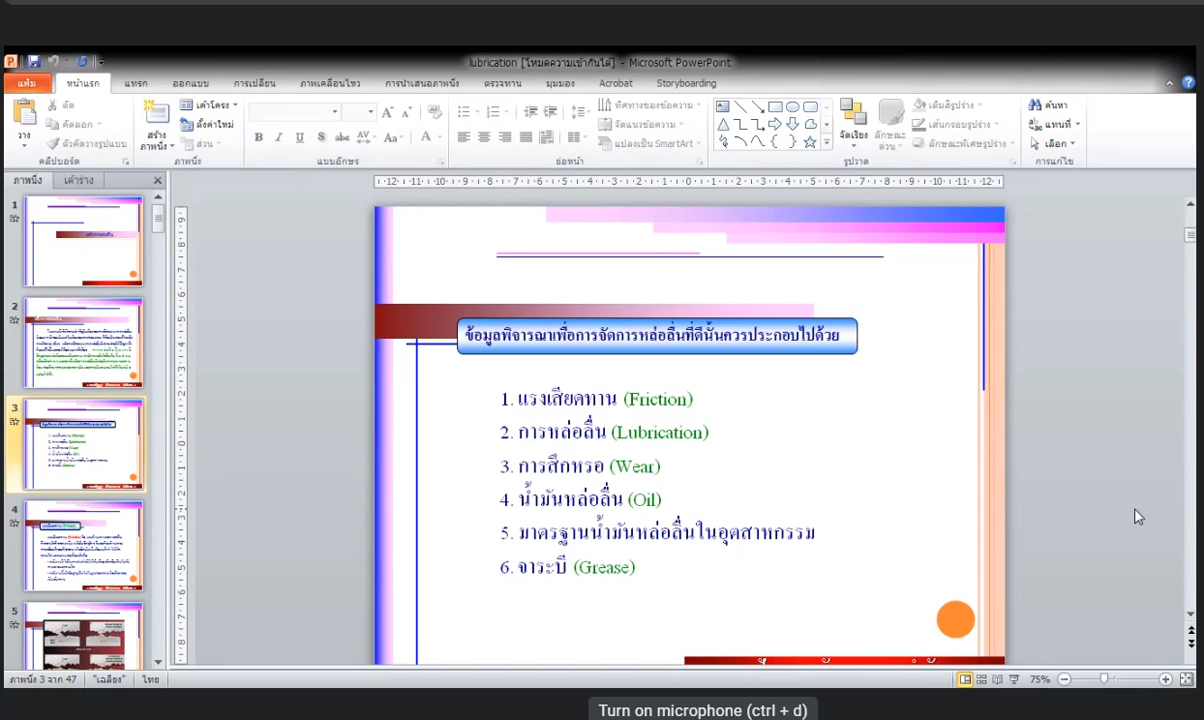 lubrication [โหมดความเข้ากันได้] – Microsoft PowerPoint
แฟ้ม หน้าแรก แทรก ออกแบบ การเปลี่ยน ภาพเคลื่อนไหว การนำเสนอภาพนิ่ง ตรวจทาน มุมมอง Acrobat Storyboarding
วาง
ตัด
คัดลอก
ตัวคัดวางรูปแบบ
คลิปบอร์ด
สร้าง
ภาพนิ่ง
เค้าโครง
ตั้งค่าใหม่
ส่วน
ภาพนิ่ง
B I U S abc AV Aa A
แบบอักษร
ทิศทางของข้อความ
จัดแนวข้อความ
แปลงเป็น SmartArt
ย่อหน้า
จัดเรียง
ลักษณะ
ด่วน
เติมสีรูปร่าง
เส้นกรอบรูปร่าง
ลักษณะพิเศษรูปร่าง
รูปวาด
ค้นหา
แทนที่
เลือก
การแก้ไข
ภาพนิ่ง เค้าร่าง
1
2
3
4
5
ข้อมูลพิจารณาเพื่อการจัดการหล่อลื่นที่ดีนั้นควรประกอบไปด้วย
1. แรงเสียดทาน (Friction)
2. การหล่อลื่น (Lubrication)
3. การสึกหรอ (Wear)
4. น้ำมันหล่อลื่น (Oil)
5. มาตรฐานน้ำมันหล่อลื่นในอุตสาหกรรม
6. จาระบี (Grease)
ภาพนิ่ง 3 จาก 47 "เฉลียง" ไทย 75%
Turn on microphone (ctrl + d)